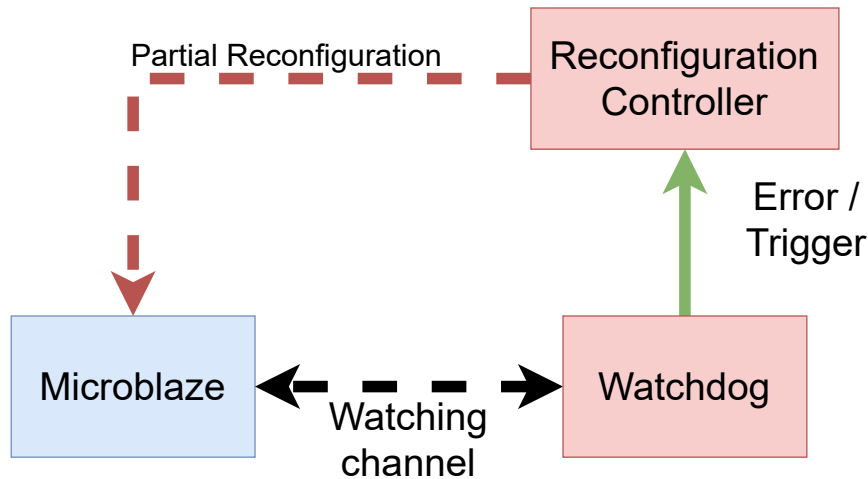 Partial Reconfiguration
Reconfiguration
Controller
Error /
Trigger
Microblaze
Watching
channel
Watchdog